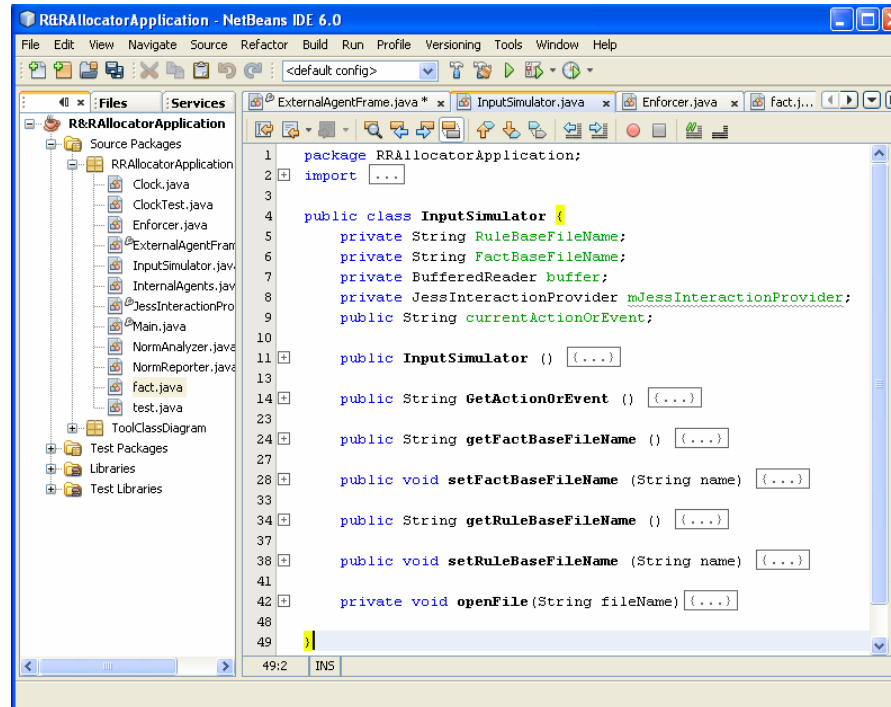 R&RAllocatorApplication - NetBeans IDE 6.0
File Edit View Navigate Source Refactor Build Run Profile Versioning Tools Window Help
<default config>
Files Services
ExternalAgentFrame.java * InputSimulator.java Enforcer.java fact.j...
R&RAllocatorApplication
Source Packages
RRAllocatorApplication
Clock.java
ClockTest.java
Enforcer.java
ExternalAgentFram
InputSimulator.jav
InternalAgents.jav
JessInteractionPro
Main.java
NormAnalyzer.java
NormReporter.java
fact.java
test.java
ToolClassDiagram
Test Packages
Libraries
Test Libraries
1 package RRAllocatorApplication;
2 import ...
3
4 public class InputSimulator {
5 private String RuleBaseFileName;
6 private String FactBaseFileName;
7 private BufferedReader buffer;
8 private JessInteractionProvider mJessInteractionProvider;
9 public String currentActionOrEvent;
10
11 public InputSimulator () {...}
13
14 public String GetActionOrEvent () {...}
23
24 public String getFactBaseFileName () {...}
27
28 public void setFactBaseFileName (String name) {...}
33
34 public String getRuleBaseFileName () {...}
37
38 public void setRuleBaseFileName (String name) {...}
41
42 private void openFile(String fileName) {...}
48
49 }
49:2 INS